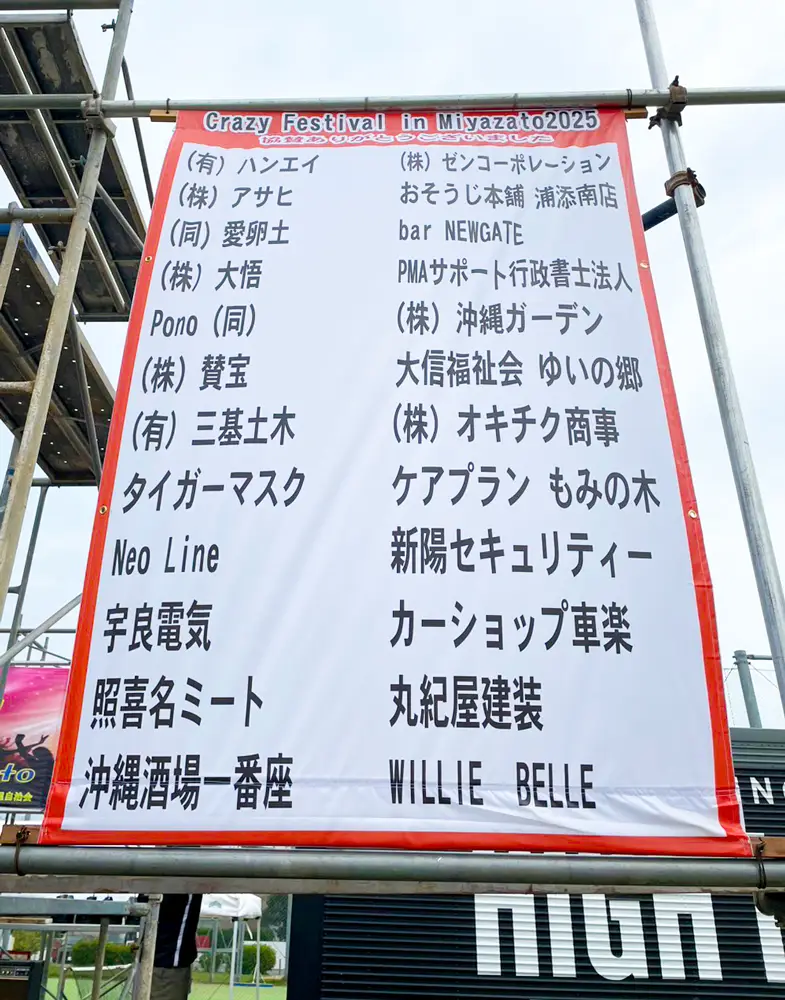 Crazy Festival in Miyazato2025
協賛ありがとうございました
(有) ハンエイ
(株) アサヒ
(同) 愛卵土
(株) 大悟
Pono (同)
(株) 賛宝
(有) 三基土木
タイガーマスク
Neo Line
宇良電気
照喜名ミート
沖縄酒場一番座
(株) ゼンコーポレーション
おそうじ本舗 浦添南店
bar NEWGATE
PMAサポート行政書士法人
(株) 沖縄ガーデン
大信福祉会 ゆいの郷
(株) オキチク商事
ケアプラン もみの木
新陽セキュリティー
カーショップ車楽
丸紀屋建装
WILLIE BELLE
自治会
HIGH